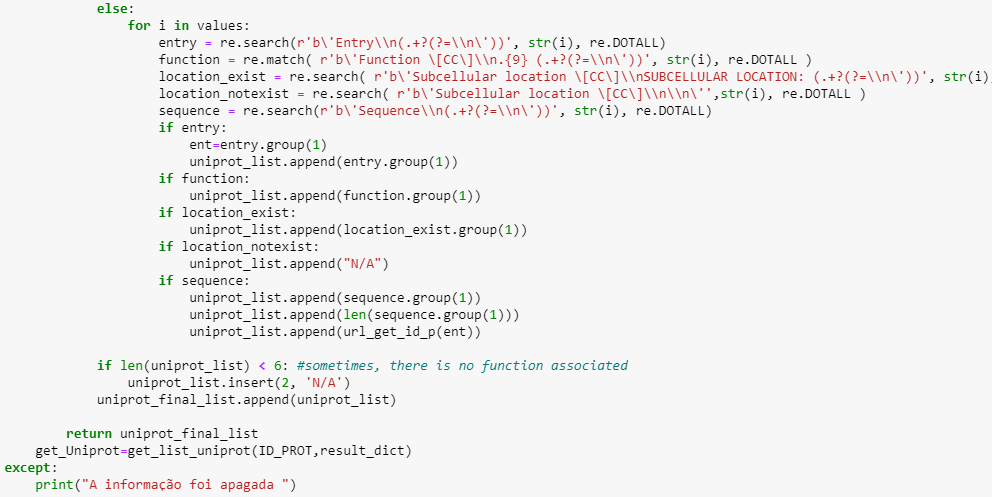 else:
for i in values:
entry = re.search(r'b\'Entry\\n(.+?(?=\\n\'))', str(i), re.DOTALL)
function = re.match( r'b\'Function \[CC\]\\n.{9} (.+?(?=\\n\'))', str(i), re.DOTALL )
location_exist = re.search( r'b\'Subcellular location \[CC\]\\nSUBCELLULAR LOCATION: (.+?(?=\\n\'))', str(i),
location_notexist = re.search( r'b\'Subcellular location \[CC\]\\n\\n\'',str(i), re.DOTALL )
sequence = re.search(r'b\'Sequence\\n(.+?(?=\\n\'))', str(i), re.DOTALL)
if entry:
ent=entry.group(1)
uniprot_list.append(entry.group(1))
if function:
uniprot_list.append(function.group(1))
if location_exist:
uniprot_list.append(location_exist.group(1))
if location_notexist:
uniprot_list.append("N/A")
if sequence:
uniprot_list.append(sequence.group(1))
uniprot_list.append(len(sequence.group(1)))
uniprot_list.append(url_get_id_p(ent))
if len(uniprot_list) < 6: #sometimes, there is no function associated
uniprot_list.insert(2, 'N/A')
uniprot_final_list.append(uniprot_list)
return uniprot_final_list
get_Uniprot=get_list_uniprot(ID_PROT,result_dict)
except:
print("A informação foi apagada ")